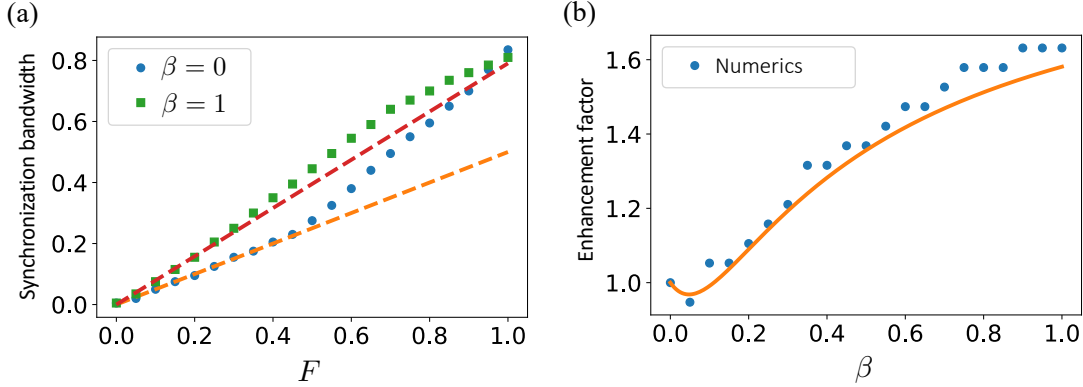 (a)
Synchronization bandwidth
0.8
0.6
0.4
0.2
0.0
β = 0
β = 1
0.0 0.2 0.4 0.6 0.8 1.0
F
(b)
Enhancement factor
1.6
1.4
1.2
1.0
Numerics
0.0 0.2 0.4 0.6 0.8 1.0
β